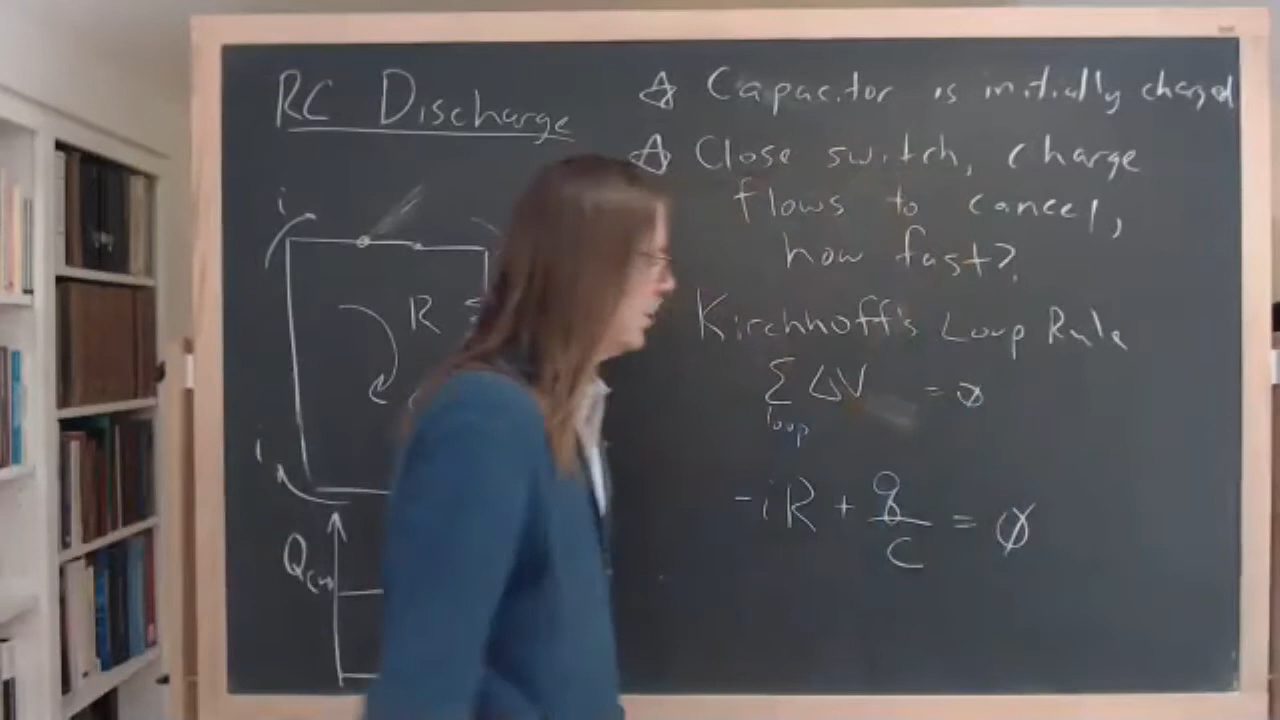 RC Discharge
☆ Capacitor is initially charged
☆ Close switch, charge
flows to cancel,
how fast?
Kirchhoff's Loop Rule
Σ ΔV = 0
loop
-iR + q/C = 0
i
R
i